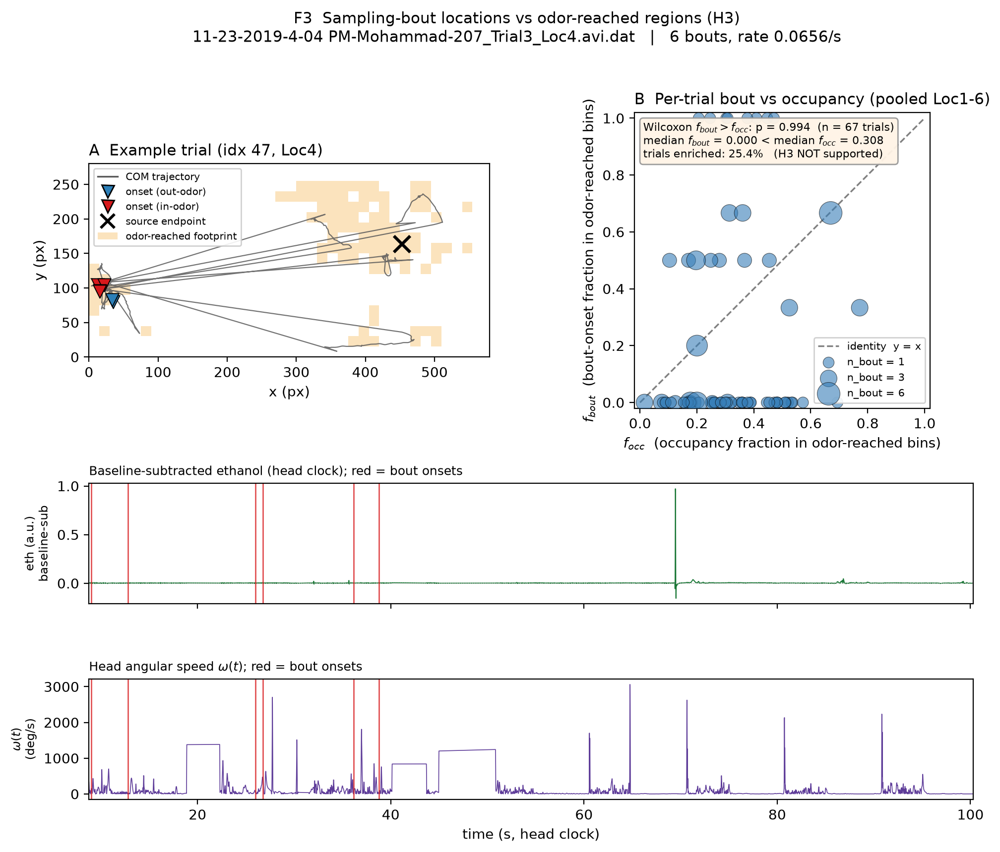 F3  Sampling-bout locations vs odor-reached regions (H3)
11-23-2019-4-04 PM-Mohammad-207_Trial3_Loc4.avi.dat   |   6 bouts, rate 0.0656/s
A  Example trial (idx 47, Loc4)
COM trajectory
onset (out-odor)
onset (in-odor)
source endpoint
odor-reached footprint
y (px)
250
200
150
100
50
0
0 100 200 300 400 500
x (px)
B  Per-trial bout vs occupancy (pooled Loc1-6)
Wilcoxon f_bout > f_occ: p = 0.994  (n = 67 trials)
median f_bout = 0.000 < median f_occ = 0.308
trials enriched: 25.4%   (H3 NOT supported)
f_bout  (bout-onset fraction in odor-reached bins)
1.0
0.8
0.6
0.4
0.2
0.0
identity  y = x
n_bout = 1
n_bout = 3
n_bout = 6
0.0 0.2 0.4 0.6 0.8 1.0
f_occ  (occupancy fraction in odor-reached bins)
Baseline-subtracted ethanol (head clock); red = bout onsets
eth (a.u.)
baseline-sub
1.0
0.5
0.0
Head angular speed ω(t); red = bout onsets
ω(t)
(deg/s)
3000
2000
1000
0
20 40 60 80 100
time (s, head clock)